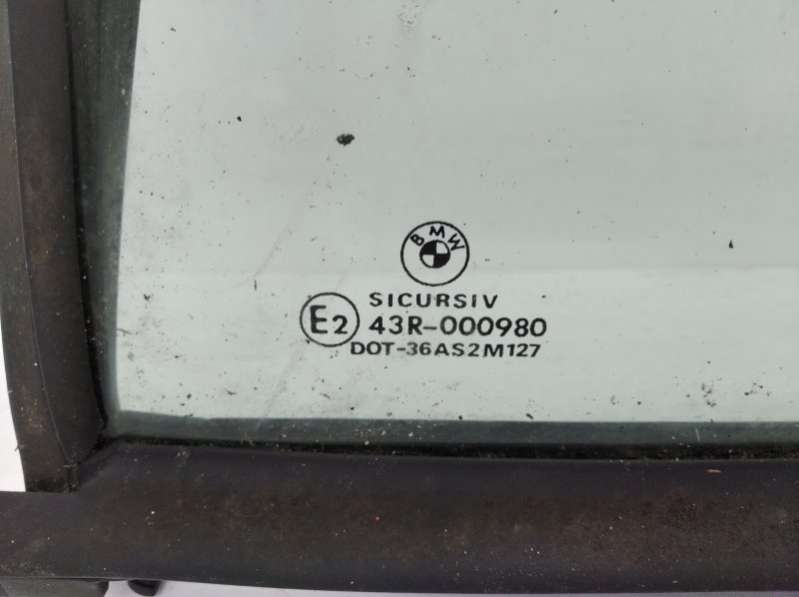 BMW
SICURSIV
E2 43R-000980
DOT-36AS2M127